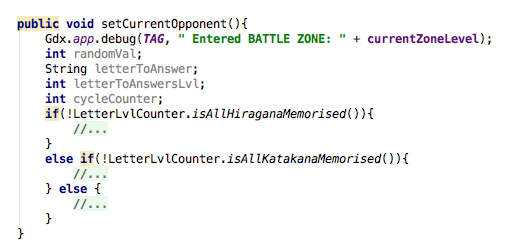 public void setCurrentOpponent(){
    Gdx.app.debug(TAG, " Entered BATTLE ZONE: " + currentZoneLevel);
    int randomVal;
    String letterToAnswer;
    int letterToAnswersLvl;
    int cycleCounter;
    if(!LetterLvlCounter.isAllHiraganaMemorised()){
        //...
    }
    else if(!LetterLvlCounter.isAllKatakanaMemorised()){
        //...
    } else {
        //...
    }
}